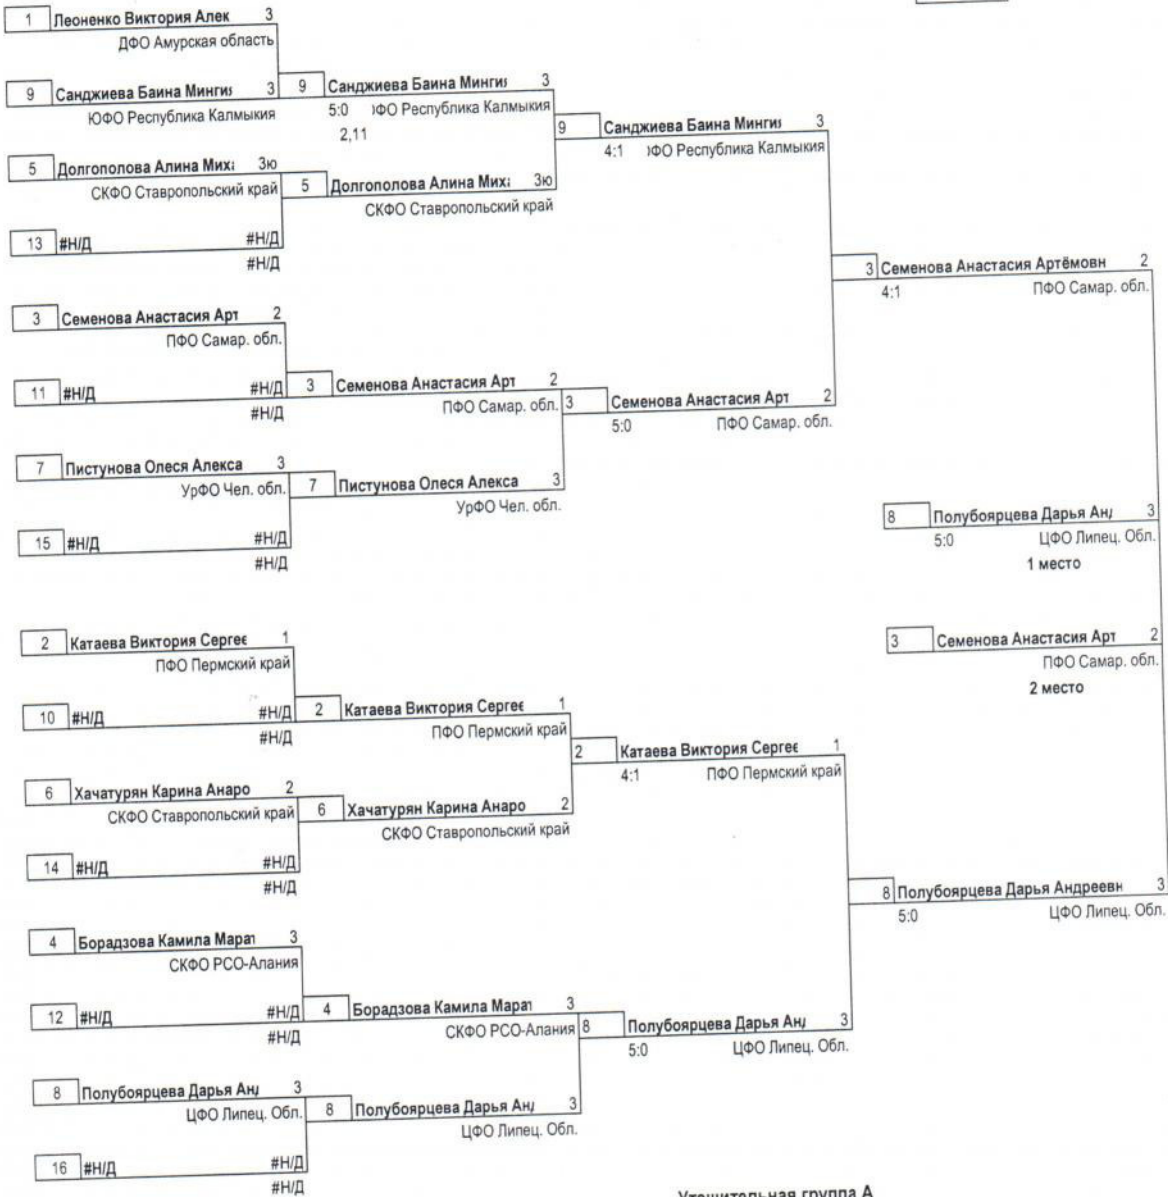 1 Леоненко Виктория Алек 3
ДФО Амурская область
9 Санджиева Баина Мингиз 3
ЮФО Республика Калмыкия
9 Санджиева Баина Мингиз 3
5:0 ЮФО Республика Калмыкия
2,11
5 Долгополова Алина Миха 3ю
СКФО Ставропольский край
5 Долгополова Алина Миха 3ю
СКФО Ставропольский край
13 #Н/Д #Н/Д
#Н/Д
9 Санджиева Баина Мингиз 3
4:1 ЮФО Республика Калмыкия
3 Семенова Анастасия Артёмовн 2
4:1 ПФО Самар. обл.
3 Семенова Анастасия Арт 2
ПФО Самар. обл.
11 #Н/Д #Н/Д
#Н/Д
3 Семенова Анастасия Арт 2
ПФО Самар. обл.
3 Семенова Анастасия Арт 2
5:0 ПФО Самар. обл.
7 Пистунова Олеся Алекса 3
УрФО Чел. обл.
7 Пистунова Олеся Алекса 3
УрФО Чел. обл.
15 #Н/Д #Н/Д
#Н/Д
8 Полубоярцева Дарья Анд 3
5:0 ЦФО Липец. Обл.
1 место
3 Семенова Анастасия Арт 2
ПФО Самар. обл.
2 место
2 Катаева Виктория Сергее 1
ПФО Пермский край
10 #Н/Д #Н/Д
#Н/Д
2 Катаева Виктория Сергее 1
ПФО Пермский край
2 Катаева Виктория Сергее 1
4:1 ПФО Пермский край
6 Хачатурян Карина Анаро 2
СКФО Ставропольский край
6 Хачатурян Карина Анаро 2
СКФО Ставропольский край
14 #Н/Д #Н/Д
#Н/Д
8 Полубоярцева Дарья Андреевн 3
5:0 ЦФО Липец. Обл.
4 Борадзова Камила Марат 3
СКФО РСО-Алания
12 #Н/Д #Н/Д
#Н/Д
4 Борадзова Камила Марат 3
СКФО РСО-Алания
8 Полубоярцева Дарья Анд 3
5:0 ЦФО Липец. Обл.
8 Полубоярцева Дарья Анд 3
ЦФО Липец. Обл.
8 Полубоярцева Дарья Анд 3
ЦФО Липец. Обл.
16 #Н/Д #Н/Д
#Н/Д
Утешительная группа А